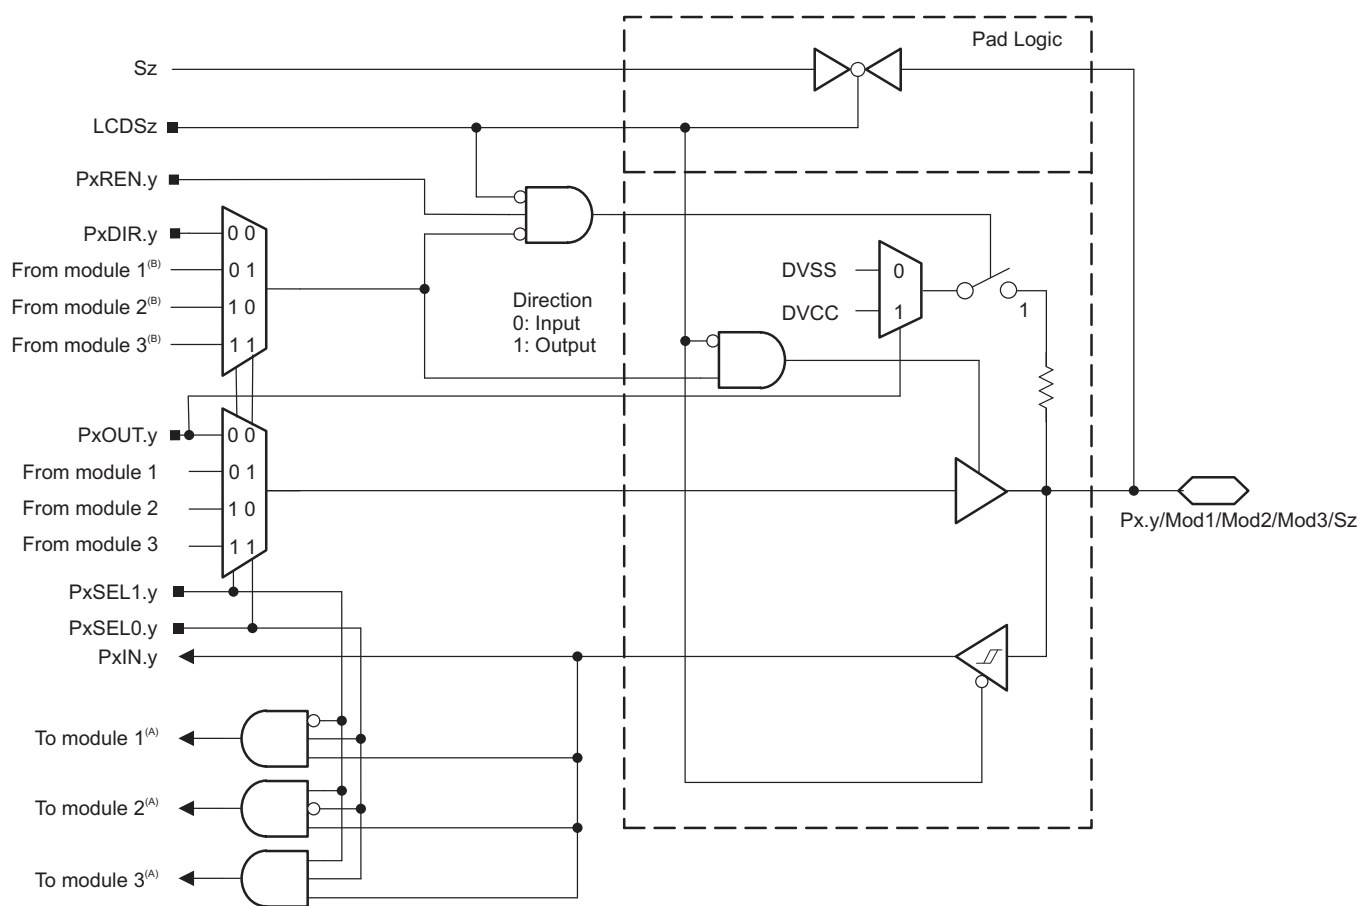 Pad Logic
Sz
LCDSz
PxREN.y
PxDIR.y
0 0
From module 1(B)
0 1
From module 2(B)
1 0
From module 3(B)
1 1
Direction
0: Input
1: Output
DVSS
0
DVCC
1
1
PxOUT.y
0 0
From module 1
0 1
From module 2
1 0
From module 3
1 1
Px.y/Mod1/Mod2/Mod3/Sz
PxSEL1.y
PxSEL0.y
PxIN.y
To module 1(A)
To module 2(A)
To module 3(A)